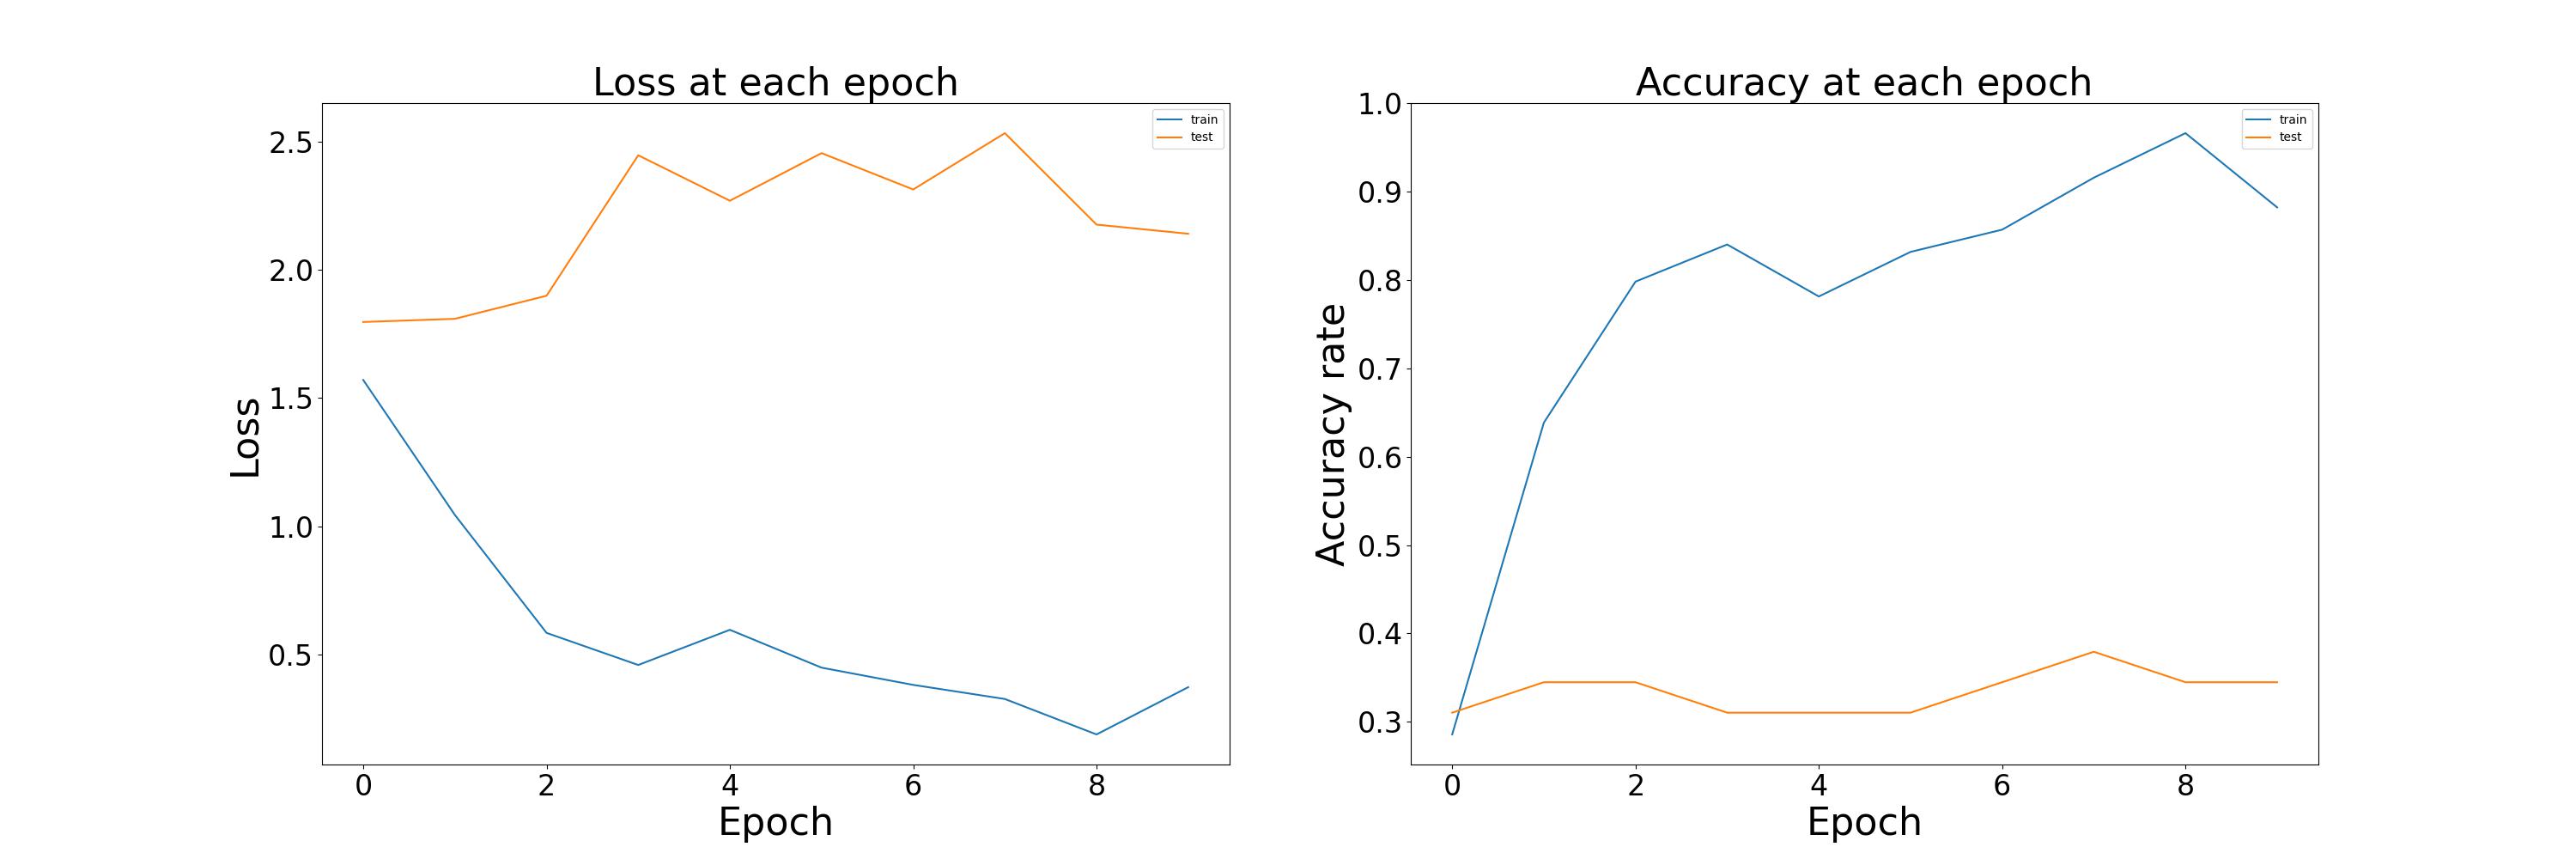 Loss at each epoch
train
test
2.5
2.0
1.5
1.0
0.5
Loss
0 2 4 6 8
Epoch
Accuracy at each epoch
train
test
1.0
0.9
0.8
0.7
0.6
0.5
0.4
0.3
Accuracy rate
0 2 4 6 8
Epoch